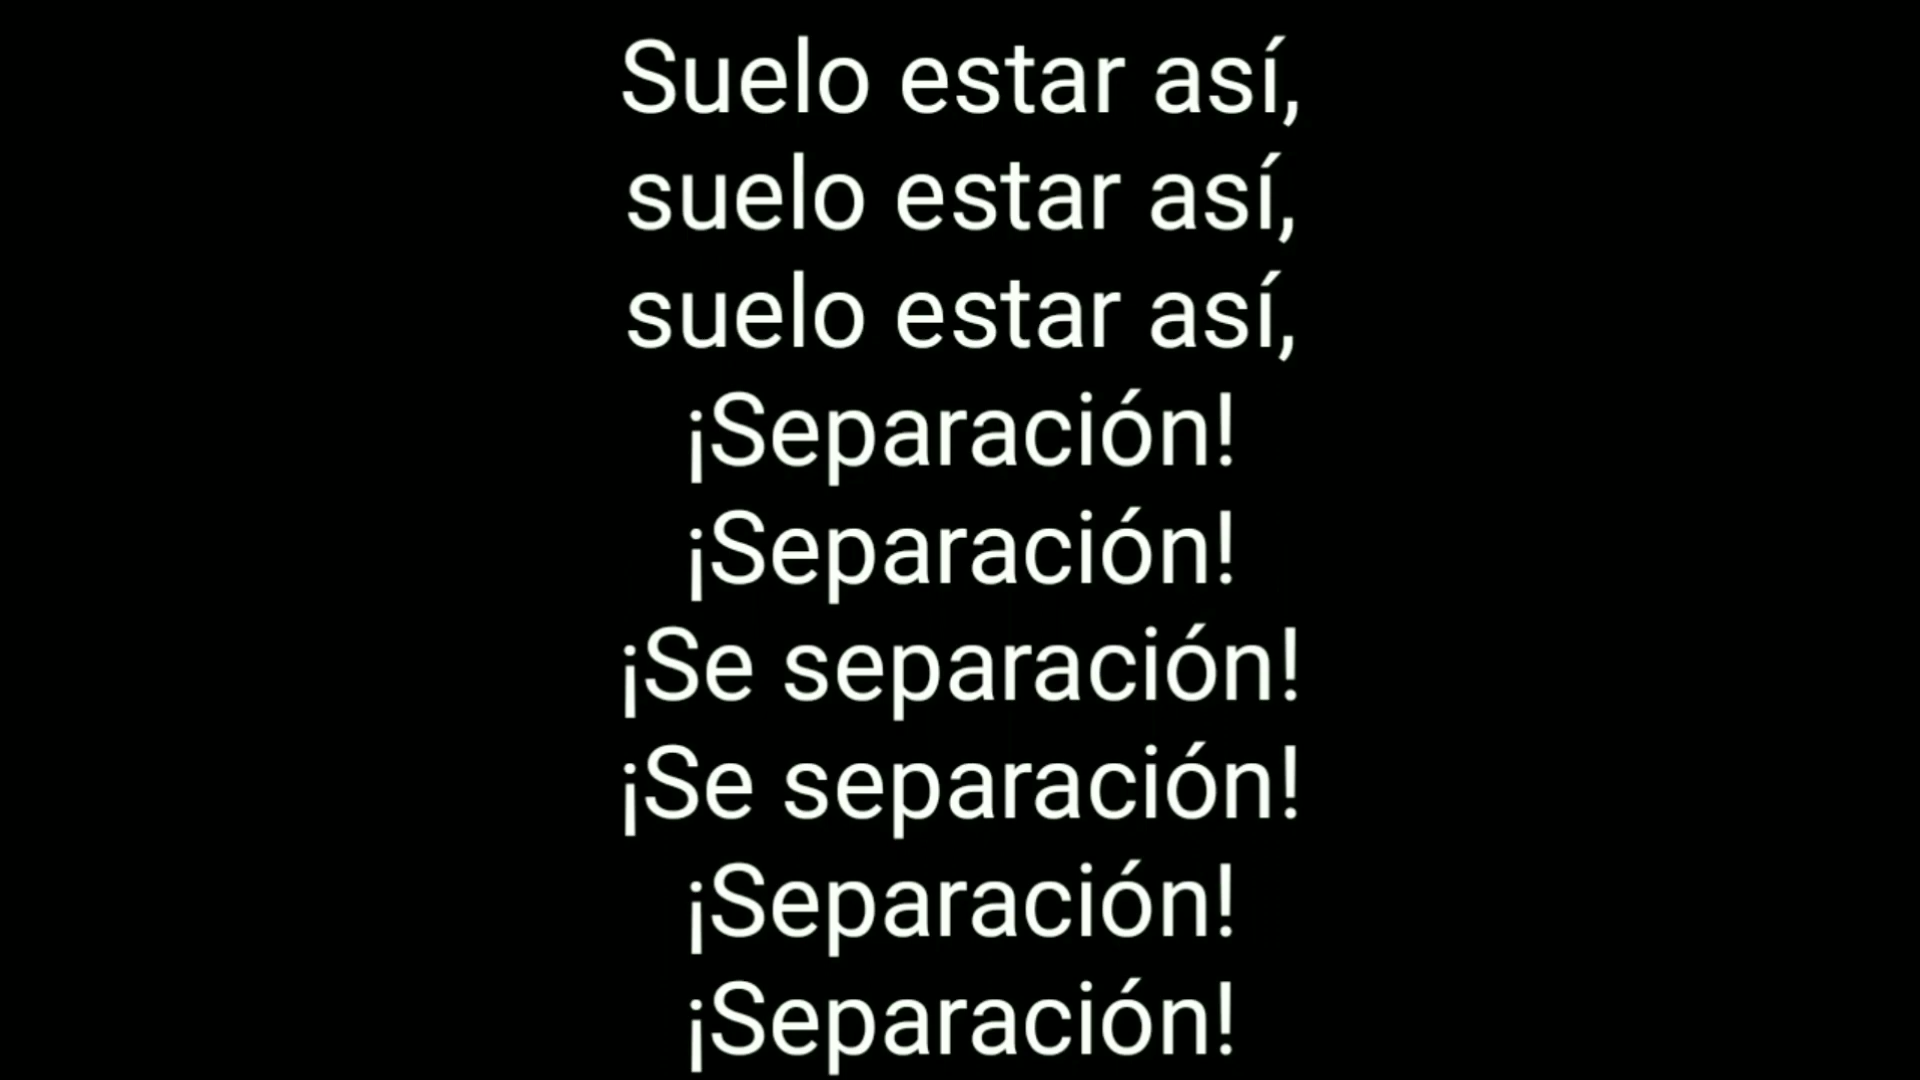 Suelo estar así,
suelo estar así,
suelo estar así,
¡Separación!
¡Separación!
¡Se separación!
¡Se separación!
¡Separación!
¡Separación!